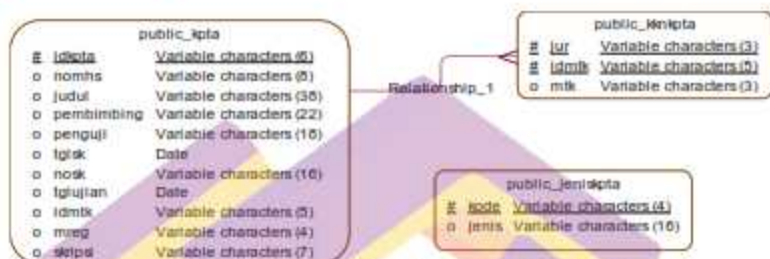 public_kpta
# idkpta Variable characters (6)
o nomhs Variable characters (8)
o judul Variable characters (38)
o pembimbing Variable characters (22)
o penguji Variable characters (18)
o tglsk Date
o nosk Variable characters (16)
o tglujian Date
o idmtk Variable characters (5)
o mreg Variable characters (4)
o skripsi Variable characters (7)
Relationship_1
public_kknkpta
# jur Variable characters (3)
# idmtk Variable characters (5)
o mtk Variable characters (3)
public_jeniskpta
# kode Variable characters (4)
o jenis Variable characters (16)